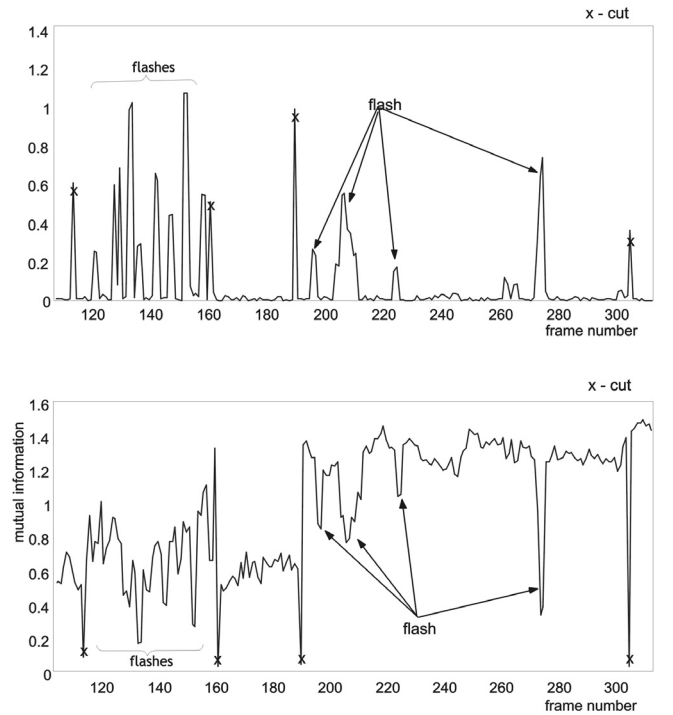 x - cut
1.4
1.2
1
0.8
0.6
0.4
0.2
0
flashes
flash
x
x
x
x
120 140 160 180 200 220 240 260 280 300
frame number
x - cut
mutual information
1.6
1.4
1.2
1
0.8
0.6
0.4
0.2
0
flash
flashes
x
x
x
x
120 140 160 180 200 220 240 260 280 300
frame number